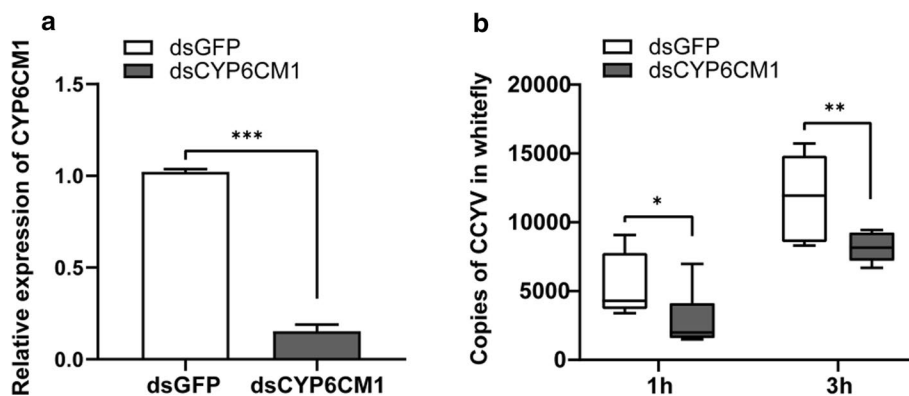 a
dsGFP
dsCYP6CM1
Relative expression of CYP6CM1
1.5
1.0
0.5
0.0
***
dsGFP
dsCYP6CM1
b
dsGFP
dsCYP6CM1
Copies of CCYV in whitefly
20000
15000
10000
5000
0
*
**
1h
3h